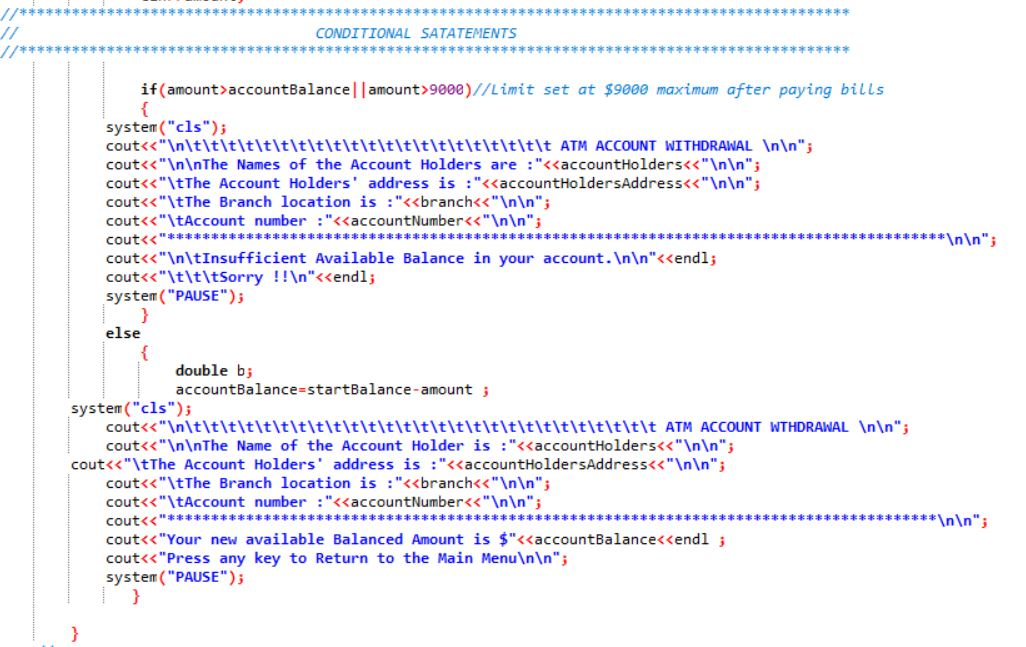 //*********************************************************************************************
// CONDITIONAL SATATEMENTS
//*********************************************************************************************
if(amount>accountBalance||amount>9000)//Limit set at $9000 maximum after paying bills
{
system("cls");
cout<<"\n\t\t\t\t\t\t\t\t\t\t\t\t\t\t\t\t\t\t\t\t\t ATM ACCOUNT WITHDRAWAL \n\n";
cout<<"\n\nThe Names of the Account Holders are :"<<accountHolders<<"\n\n";
cout<<"\tThe Account Holders' address is :"<<accountHoldersAddress<<"\n\n";
cout<<"\tThe Branch location is :"<<branch<<"\n\n";
cout<<"\tAccount number :"<<accountNumber<<"\n\n";
cout<<"*****************************************************************************************\n\n";
cout<<"\n\tInsufficient Available Balance in your account.\n\n"<<endl;
cout<<"\t\t\tSorry !!\n"<<endl;
system("PAUSE");
}
else
{
double b;
accountBalance=startBalance-amount ;
system("cls");
cout<<"\n\t\t\t\t\t\t\t\t\t\t\t\t\t\t\t\t\t\t\t\t\t\t\t\t\t\t\t ATM ACCOUNT WTHDRAWAL \n\n";
cout<<"\n\nThe Name of the Account Holder is :"<<accountHolders<<"\n\n";
cout<<"\tThe Account Holders' address is :"<<accountHoldersAddress<<"\n\n";
cout<<"\tThe Branch location is :"<<branch<<"\n\n";
cout<<"\tAccount number :"<<accountNumber<<"\n\n";
cout<<"****************************************************************************************\n\n";
cout<<"Your new available Balanced Amount is $"<<accountBalance<<endl ;
cout<<"Press any key to Return to the Main Menu\n\n";
system("PAUSE");
}
}